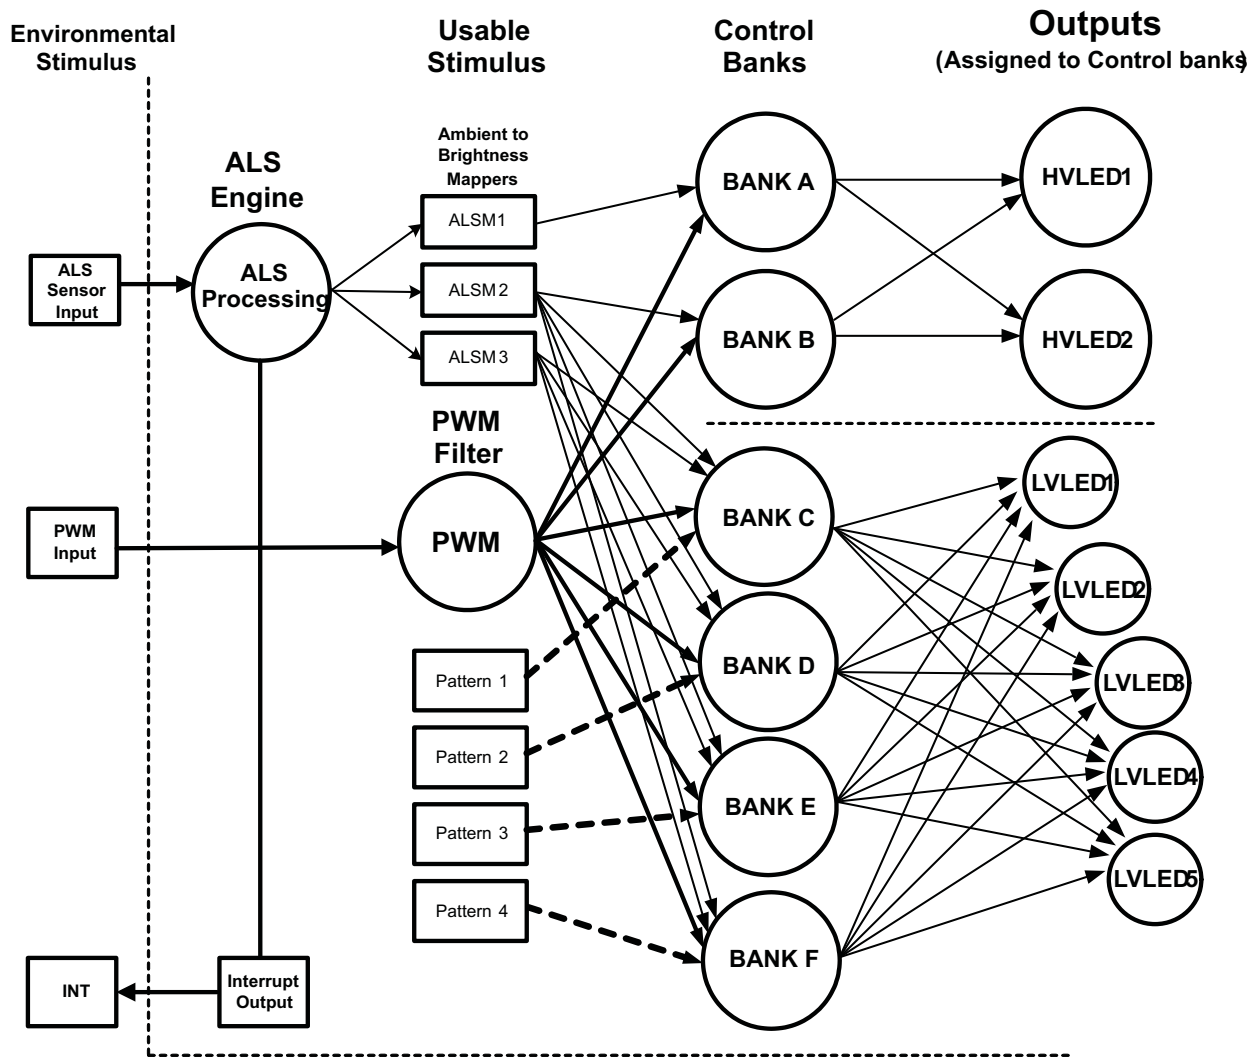 Environmental
Stimulus
Usable
Stimulus
Control
Banks
Outputs
(Assigned to Control banks)
ALS
Engine
Ambient to
Brightness
Mappers
ALS
Sensor
Input
ALS
Processing
ALSM1
ALSM2
ALSM3
BANK A
BANK B
HVLED1
HVLED2
PWM
Filter
PWM
Input
PWM
Pattern 1
Pattern 2
Pattern 3
Pattern 4
BANK C
BANK D
BANK E
BANK F
LVLED1
LVLED2
LVLED3
LVLED4
LVLED5
INT
Interrupt
Output